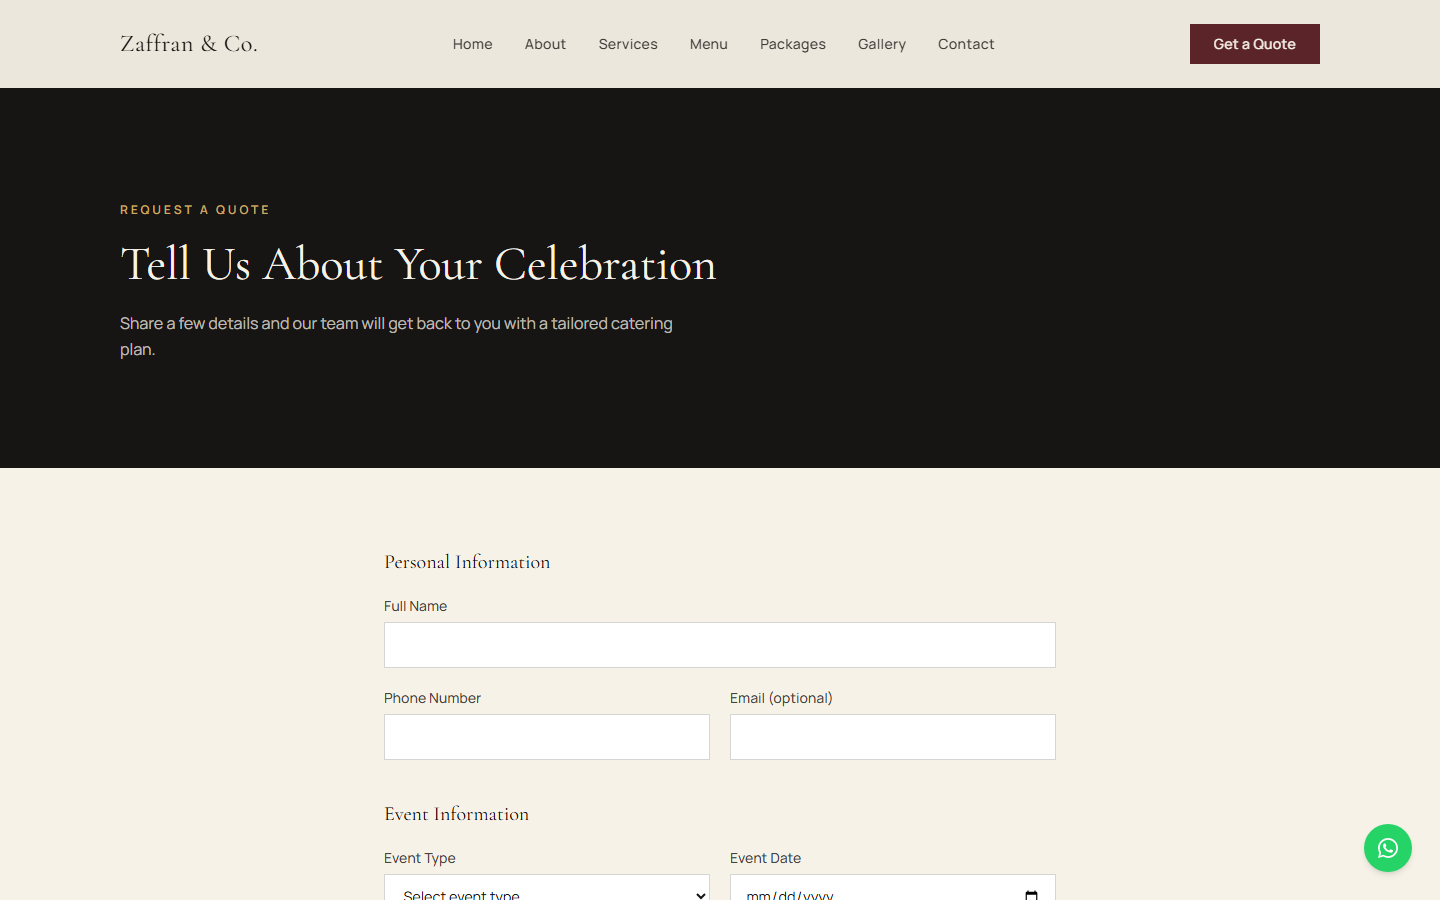 Zaffran & Co.
Home About Services Menu Packages Gallery Contact
Get a Quote
REQUEST A QUOTE
Tell Us About Your Celebration
Share a few details and our team will get back to you with a tailored catering
plan.
Personal Information
Full Name
Phone Number Email (optional)
Event Information
Event Type Event Date
Select event type mm/dd/yyyy